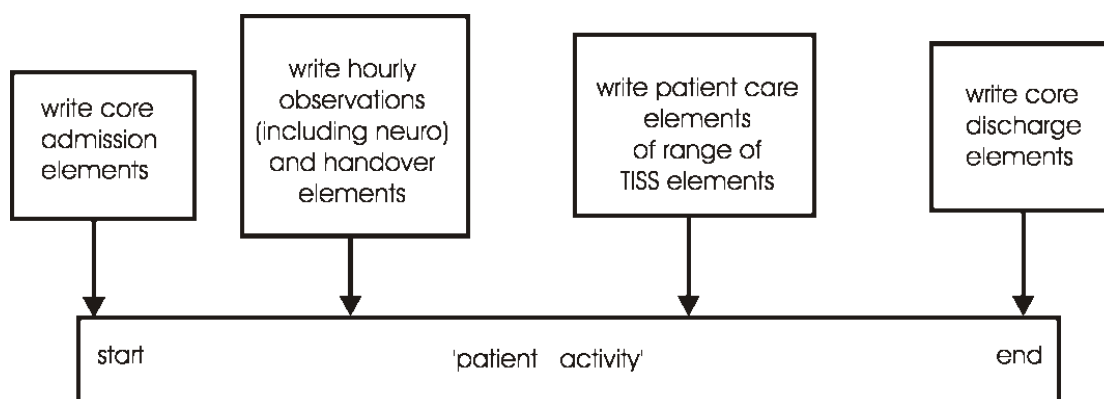 write core
admission
elements
write hourly
observations
(including neuro)
and handover
elements
write patient care
elements
of range of
TISS elements
write core
discharge
elements
start
'patient activity'
end